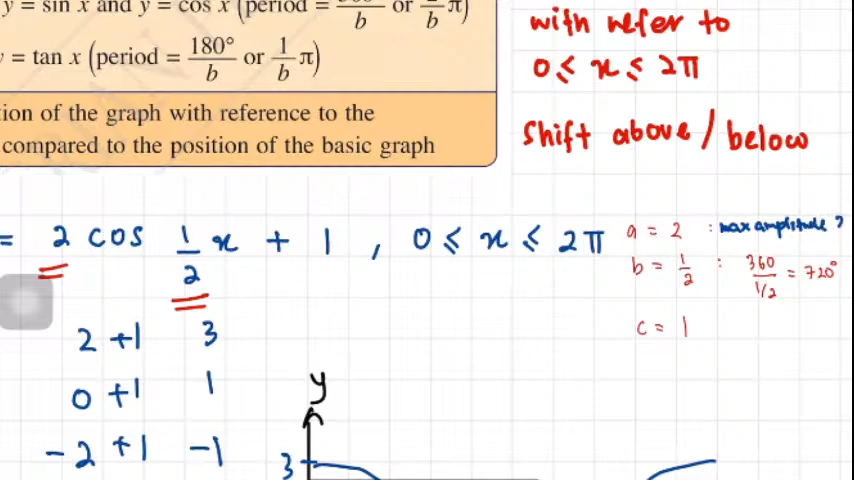 y = sin x and y = cos x (period = 360° / b or 2/b π)
y = tan x (period = 180° / b or 1/b π)
ion of the graph with reference to the
compared to the position of the basic graph
with refer to
0 ≤ x ≤ 2π
Shift above / below
= 2 cos 1/2 x + 1 , 0 ≤ x ≤ 2π
a = 2 : max amplitude 2
b = 1/2 : 360 / 1/2 = 720°
c = 1
2 +1 3
0 +1 1
-2 +1 -1
y
3